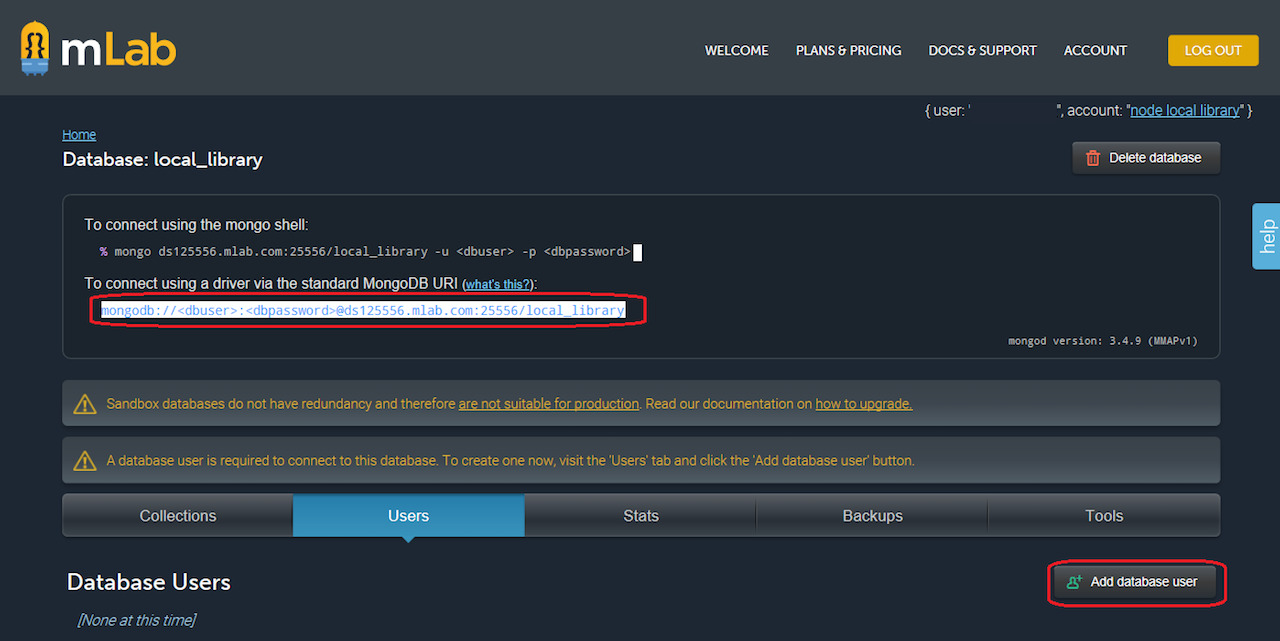 mLab
WELCOME PLANS & PRICING DOCS & SUPPORT ACCOUNT LOG OUT
{ user: ' ", account: "node local library" }
Home
Database: local_library
Delete database
help
To connect using the mongo shell:
% mongo ds125556.mlab.com:25556/local_library -u <dbuser> -p <dbpassword>
To connect using a driver via the standard MongoDB URI (what's this?):
mongodb://<dbuser>:<dbpassword>@ds125556.mlab.com:25556/local_library
mongod version: 3.4.9 (MMAPv1)
Sandbox databases do not have redundancy and therefore are not suitable for production. Read our documentation on how to upgrade.
A database user is required to connect to this database. To create one now, visit the 'Users' tab and click the 'Add database user' button.
Collections Users Stats Backups Tools
Database Users
Add database user
[None at this time]